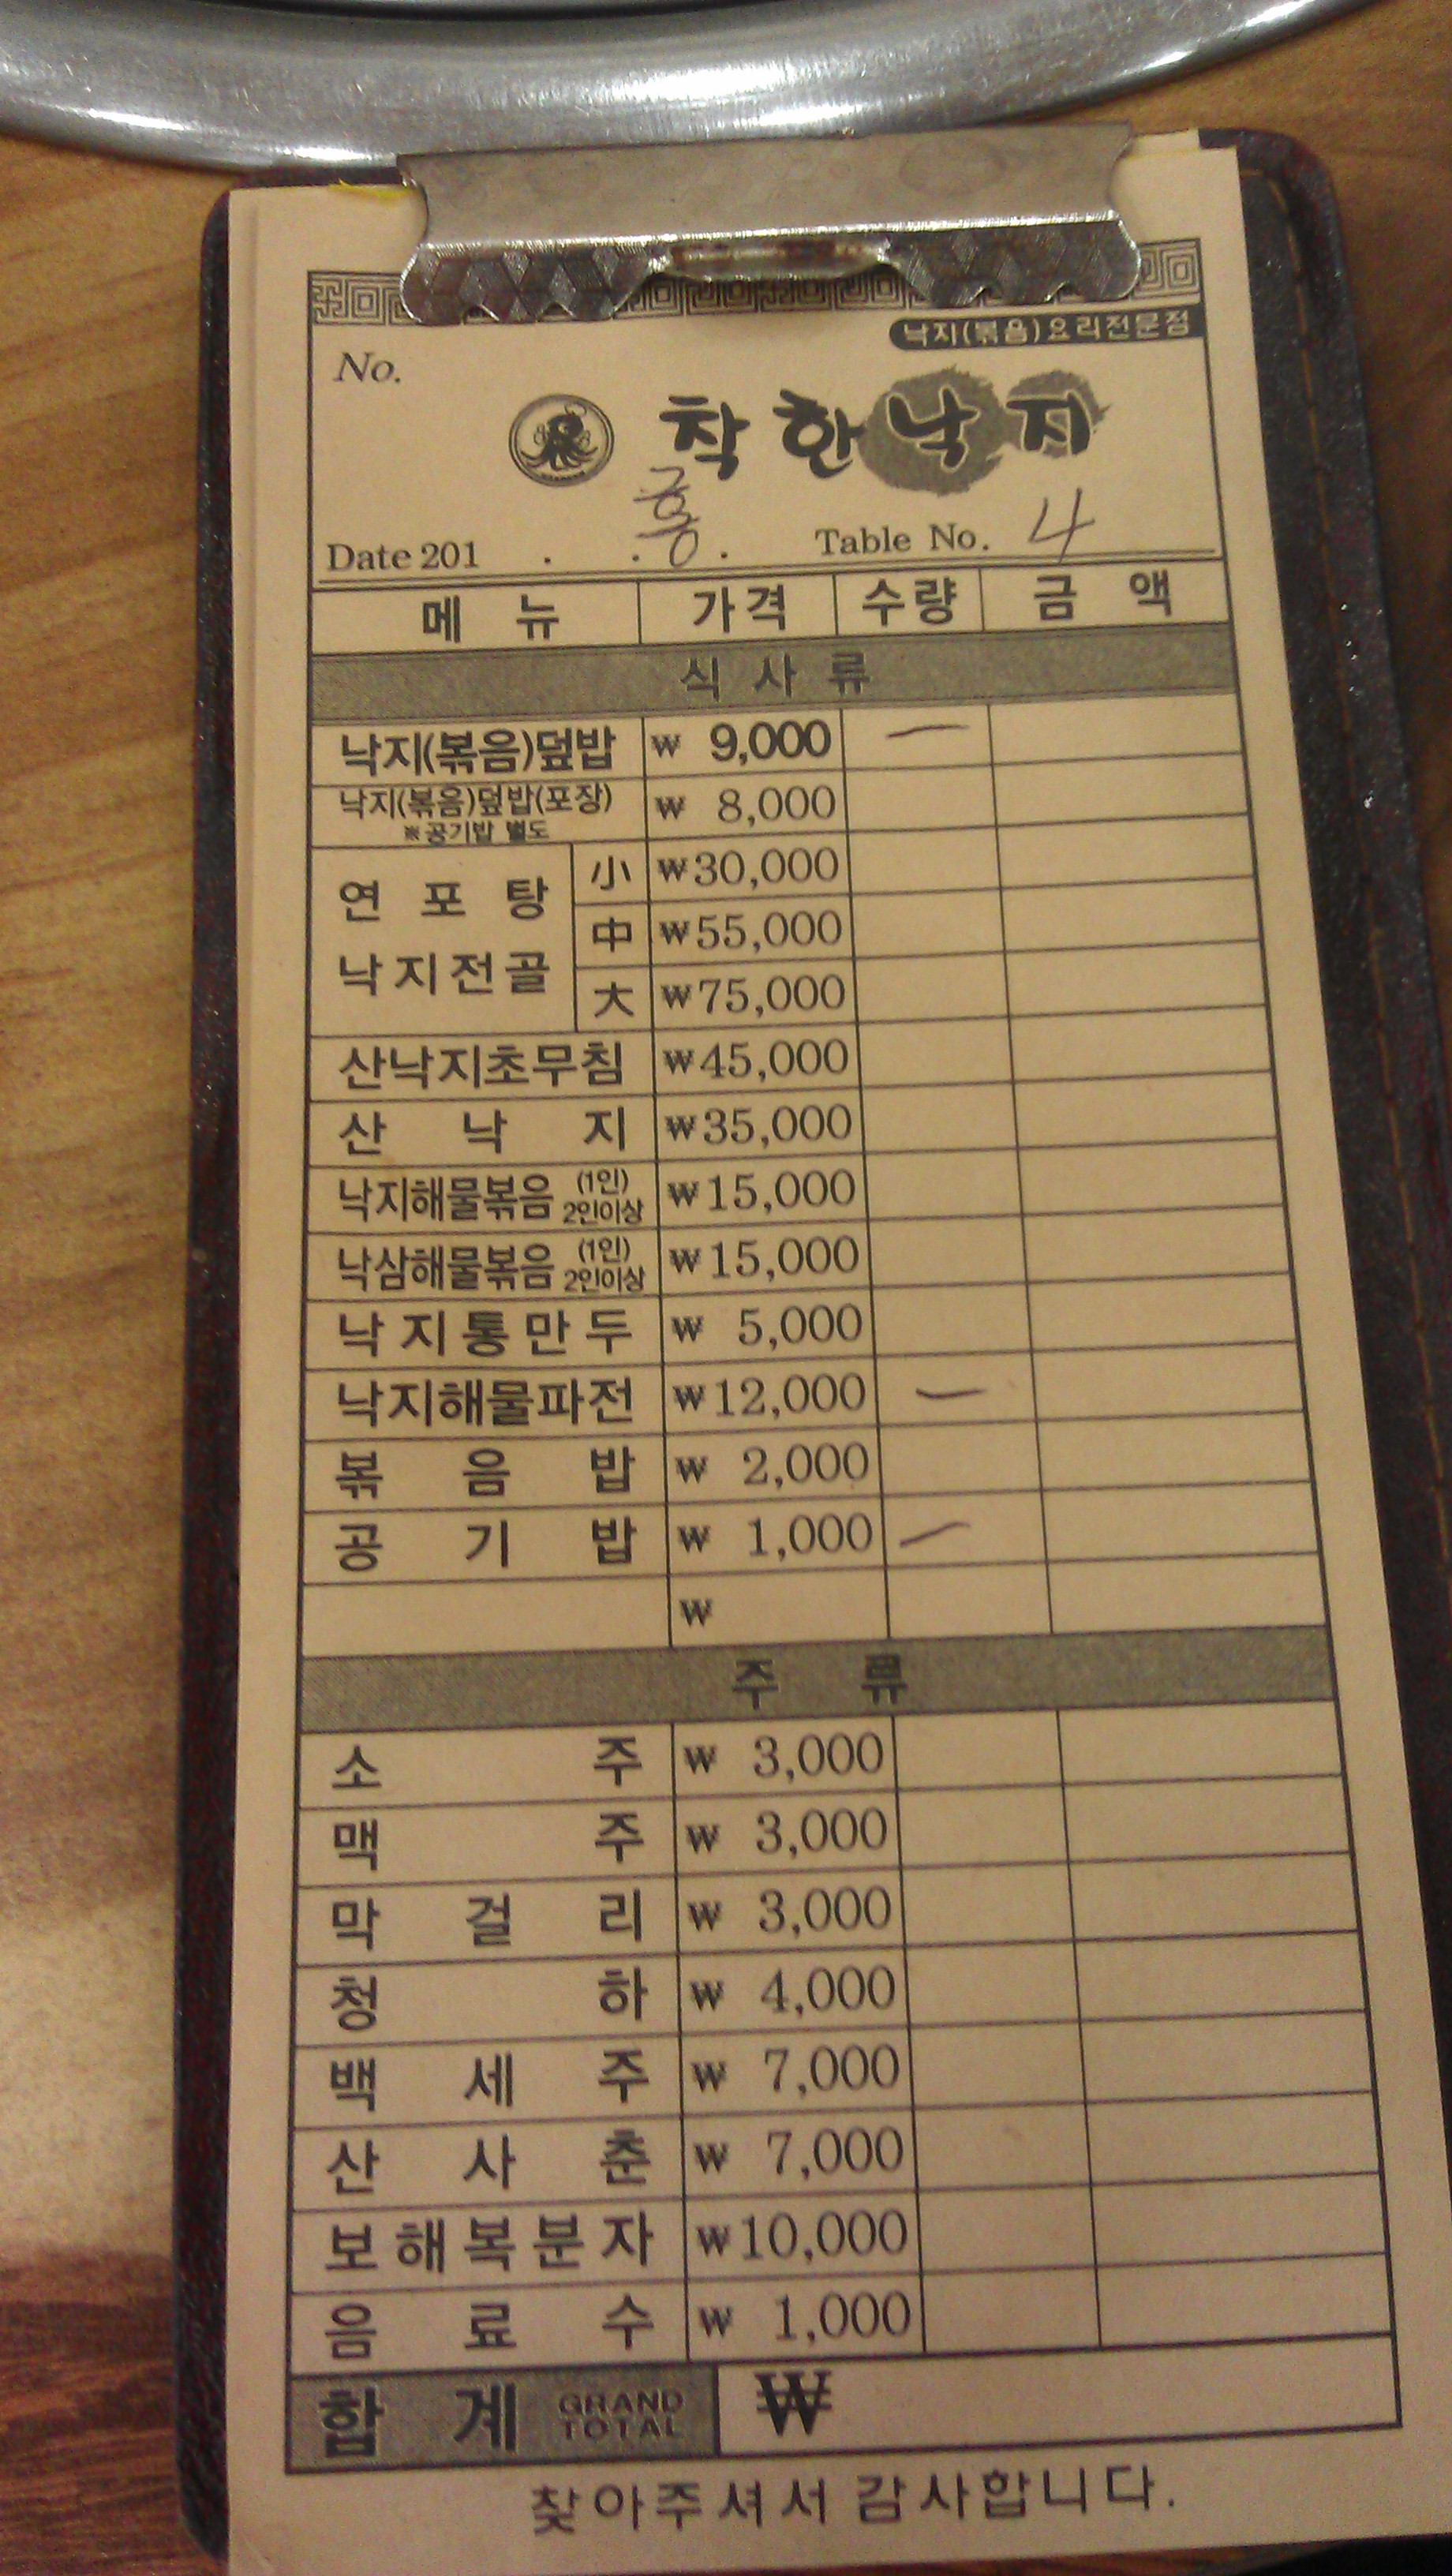 낙지(볶음)요리전문점
No.
착한낙지
홍
Date 201 . . . Table No. 4
메 뉴 가격 수량 금 액
식 사 류
낙지(볶음)덮밥 ₩ 9,000 一
낙지(볶음)덮밥(포장) ₩ 8,000
※공기밥 별도
연 포 탕
낙지전골
小 ₩30,000
中 ₩55,000
大 ₩75,000
산낙지초무침 ₩45,000
산 낙 지 ₩35,000
낙지해물볶음 (1인) 2인이상 ₩15,000
낙삼해물볶음 (1인) 2인이상 ₩15,000
낙지통만두 ₩ 5,000
낙지해물파전 ₩12,000 一
볶 음 밥 ₩ 2,000
공 기 밥 ₩ 1,000 一
₩
주 류
소 주 ₩ 3,000
맥 주 ₩ 3,000
막 걸 리 ₩ 3,000
청 하 ₩ 4,000
백 세 주 ₩ 7,000
산 사 춘 ₩ 7,000
보해복분자 ₩10,000
음 료 수 ₩ 1,000
합 계 GRAND TOTAL ₩
찾아주셔서 감사합니다.